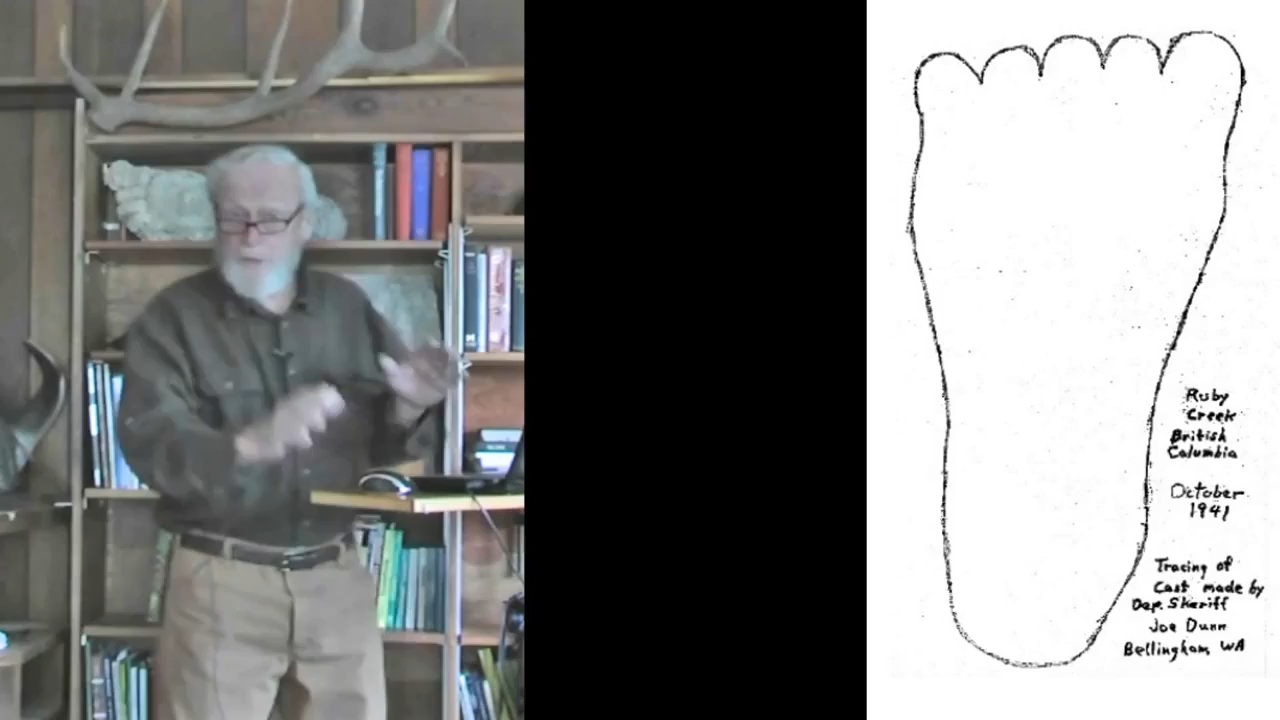 Ruby
Creek
British
Columbia
October
1941
Tracing of
Cast made by
Dep. Sheriff
Joe Dunn
Bellingham, WA